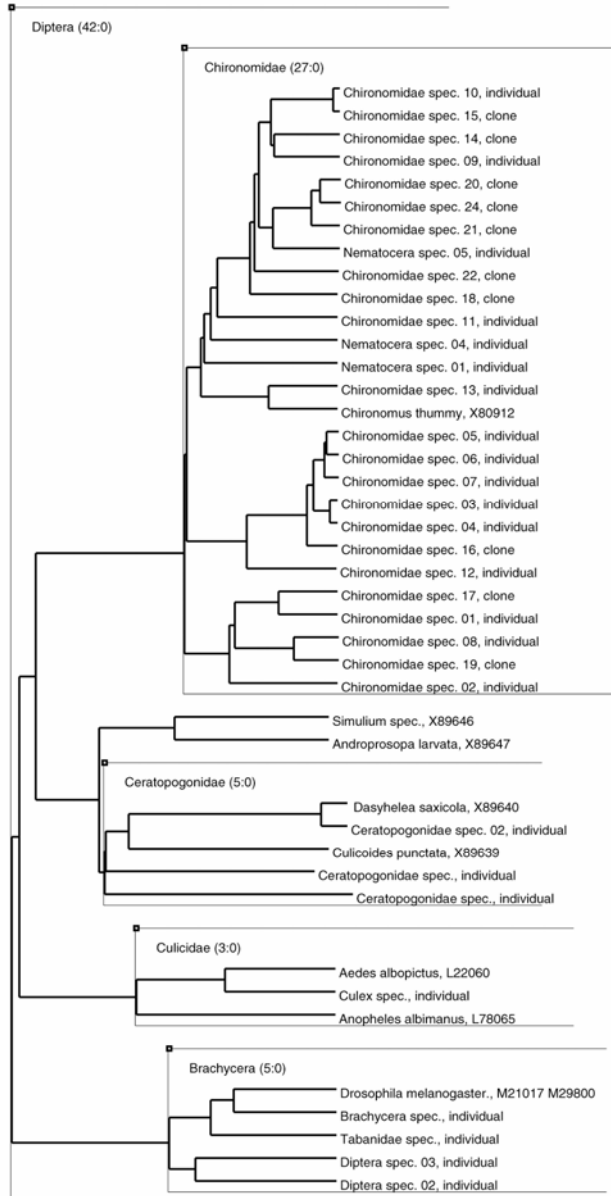 Diptera (42:0)
Chironomidae (27:0)
Chironomidae spec. 10, individual
Chironomidae spec. 15, clone
Chironomidae spec. 14, clone
Chironomidae spec. 09, individual
Chironomidae spec. 20, clone
Chironomidae spec. 24, clone
Chironomidae spec. 21, clone
Nematocera spec. 05, individual
Chironomidae spec. 22, clone
Chironomidae spec. 18, clone
Chironomidae spec. 11, individual
Nematocera spec. 04, individual
Nematocera spec. 01, individual
Chironomidae spec. 13, individual
Chironomus thummy, X80912
Chironomidae spec. 05, individual
Chironomidae spec. 06, individual
Chironomidae spec. 07, individual
Chironomidae spec. 03, individual
Chironomidae spec. 04, individual
Chironomidae spec. 16, clone
Chironomidae spec. 12, individual
Chironomidae spec. 17, clone
Chironomidae spec. 01, individual
Chironomidae spec. 08, individual
Chironomidae spec. 19, clone
Chironomidae spec. 02, individual
Simulium spec., X89646
Androprosopa larvata, X89647
Ceratopogonidae (5:0)
Dasyhelea saxicola, X89640
Ceratopogonidae spec. 02, individual
Culicoides punctata, X89639
Ceratopogonidae spec., individual
Ceratopogonidae spec., individual
Culicidae (3:0)
Aedes albopictus, L22060
Culex spec., individual
Anopheles albimanus, L78065
Brachycera (5:0)
Drosophila melanogaster., M21017 M29800
Brachycera spec., individual
Tabanidae spec., individual
Diptera spec. 03, individual
Diptera spec. 02, individual